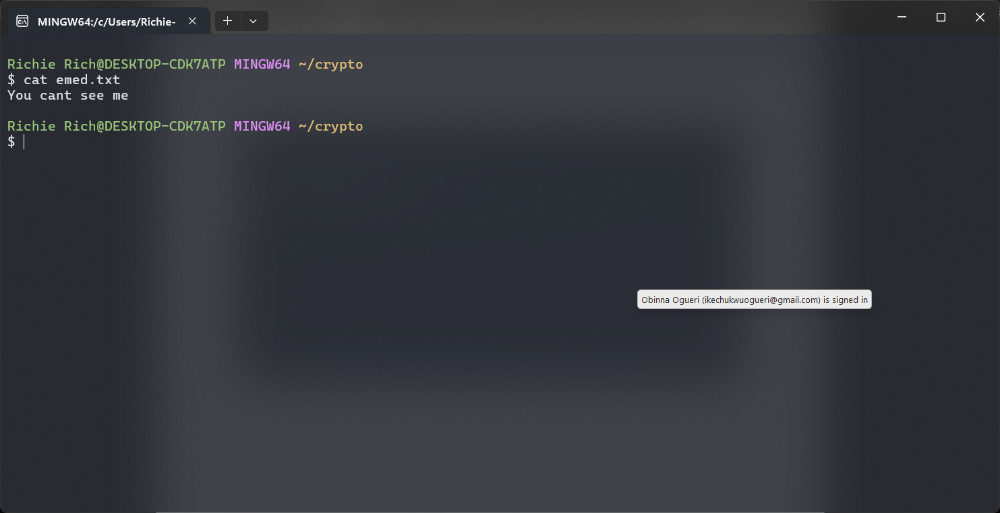 MINGW64:/c/Users/Richie-
Richie Rich@DESKTOP-CDK7ATP MINGW64 ~/crypto
$ cat emed.txt
You cant see me
Richie Rich@DESKTOP-CDK7ATP MINGW64 ~/crypto
$
Obinna Ogueri (ikechukwuogueri@gmail.com) is signed in